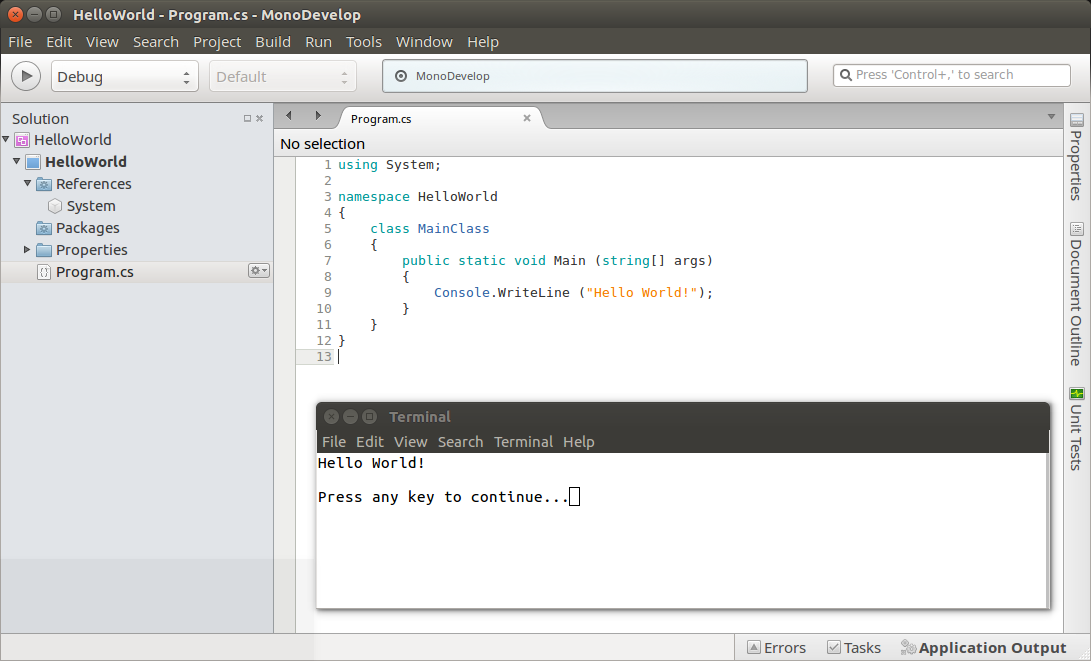 HelloWorld - Program.cs - MonoDevelop
File Edit View Search Project Build Run Tools Window Help
Debug Default MonoDevelop Press 'Control+,' to search
Solution
HelloWorld
HelloWorld
References
System
Packages
Properties
Program.cs
Program.cs
No selection
1 using System;
2
3 namespace HelloWorld
4 {
5 class MainClass
6 {
7 public static void Main (string[] args)
8 {
9 Console.WriteLine ("Hello World!");
10 }
11 }
12 }
13
Terminal
File Edit View Search Terminal Help
Hello World!
Press any key to continue...
Properties
Document Outline
Unit Tests
Errors Tasks Application Output